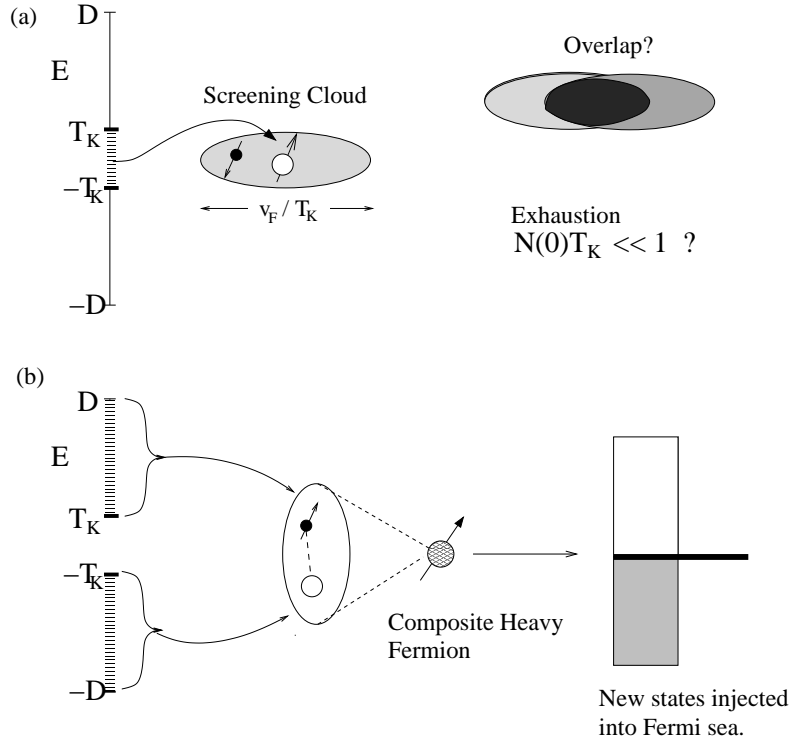 (a)
D
E
T_K
−T_K
−D
Screening Cloud
v_F / T_K
Overlap?
Exhaustion
N(0)T_K << 1 ?
(b)
D
E
T_K
−T_K
−D
Composite Heavy
Fermion
New states injected
into Fermi sea.